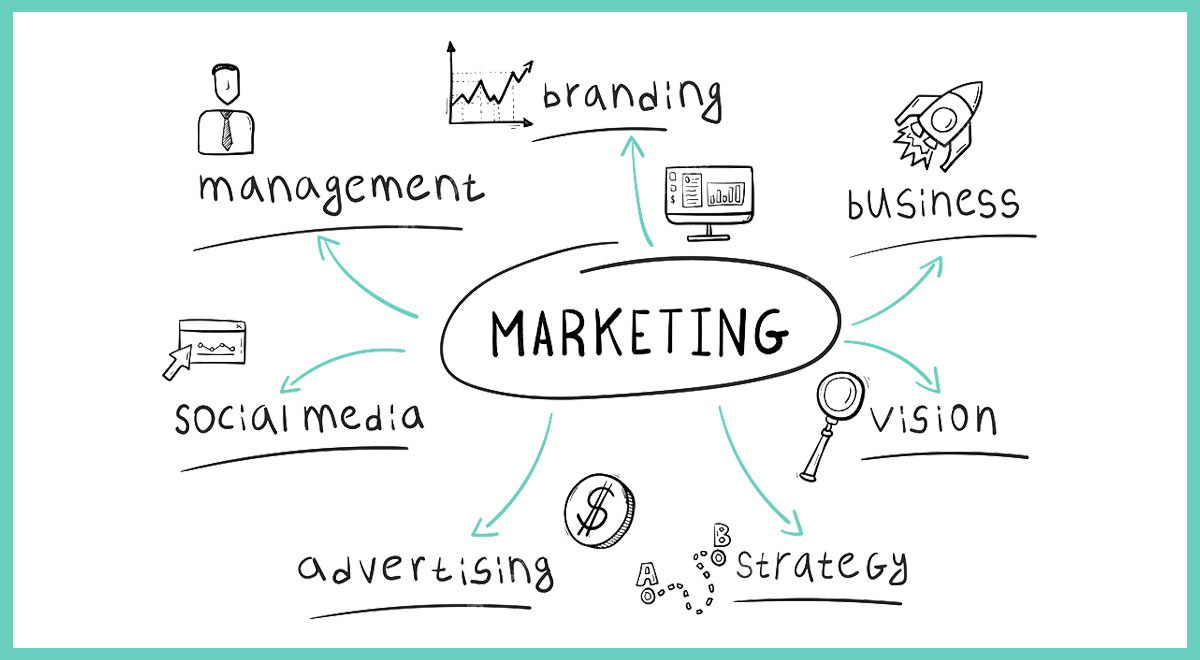 branding
management
business
MARKETING
social media
vision
advertising
$
A
B
strategy